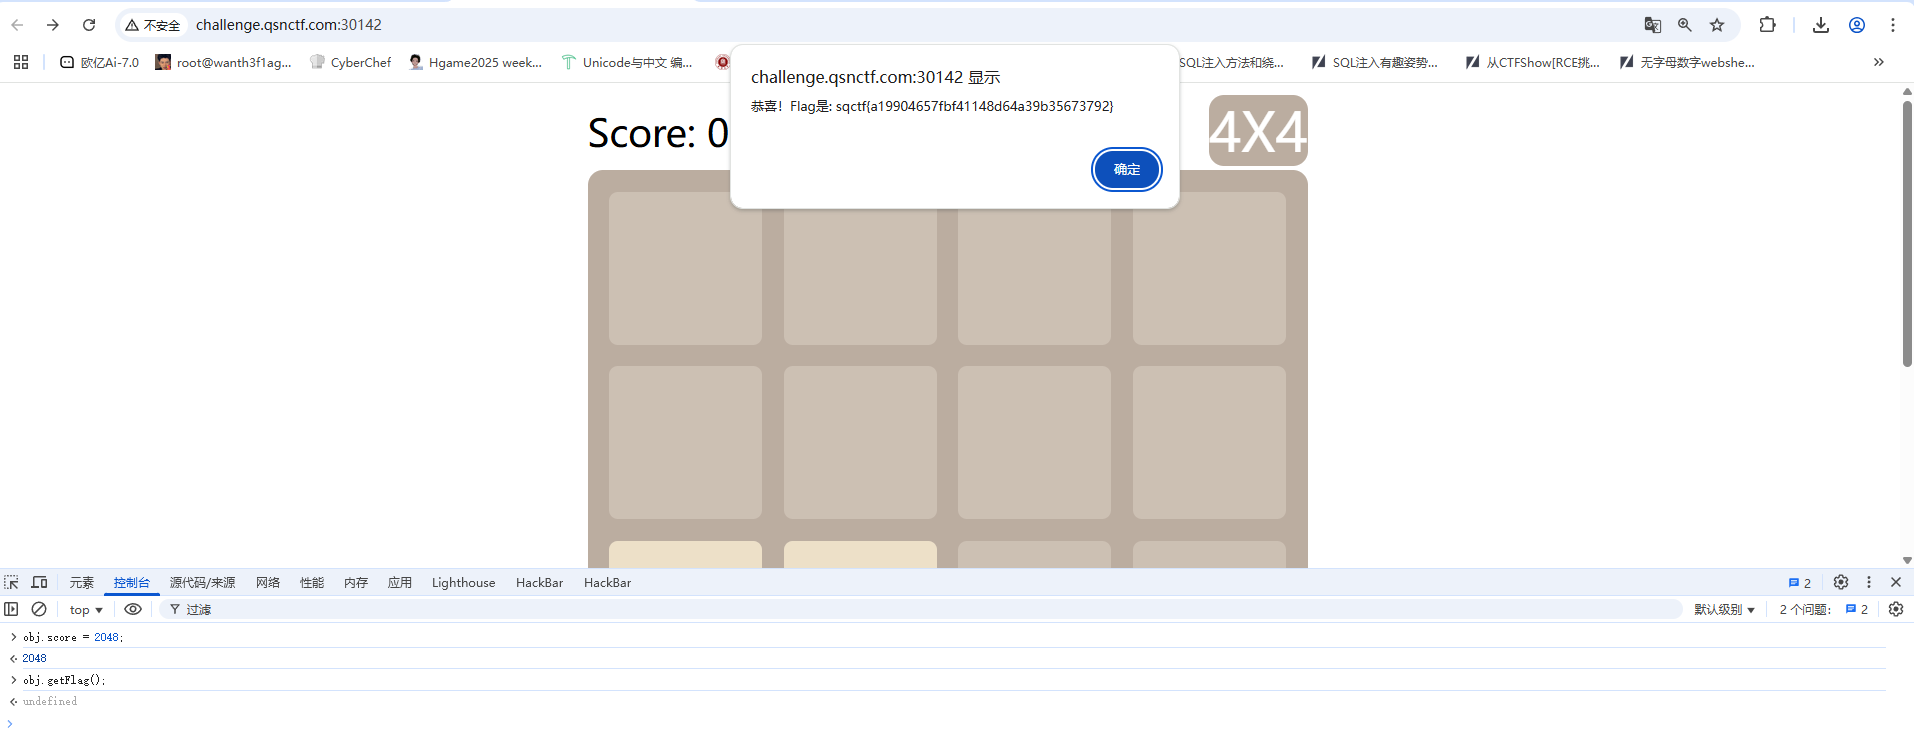 不安全 challenge.qsnctf.com:30142
欧亿Ai-7.0 root@wanth3f1ag... CyberChef Hgame2025 week... Unicode与中文 编... SQL注入方法和绕... SQL注入有趣姿势... 从CTFShow[RCE挑... 无字母数字webshe... »
challenge.qsnctf.com:30142 显示
恭喜！Flag是: sqctf{a19904657fbf41148d64a39b35673792}
确定
Score: 0
4X4
元素 控制台 源代码/来源 网络 性能 内存 应用 Lighthouse HackBar HackBar 2
top 过滤 默认级别 2 个问题: 2
obj.score = 2048;
2048
obj.getFlag();
undefined